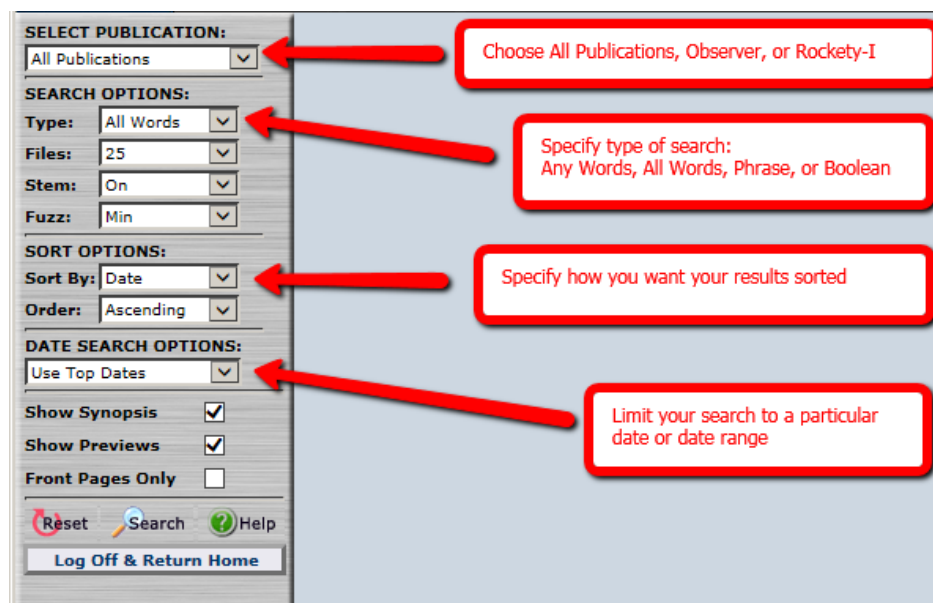 SELECT PUBLICATION:
All Publications
Choose All Publications, Observer, or Rockety-I
SEARCH OPTIONS:
Type: All Words
Specify type of search:
Any Words, All Words, Phrase, or Boolean
Files: 25
Stem: On
Fuzz: Min
SORT OPTIONS:
Sort By: Date
Specify how you want your results sorted
Order: Ascending
DATE SEARCH OPTIONS:
Use Top Dates
Limit your search to a particular
date or date range
Show Synopsis
Show Previews
Front Pages Only
Reset Search Help
Log Off & Return Home